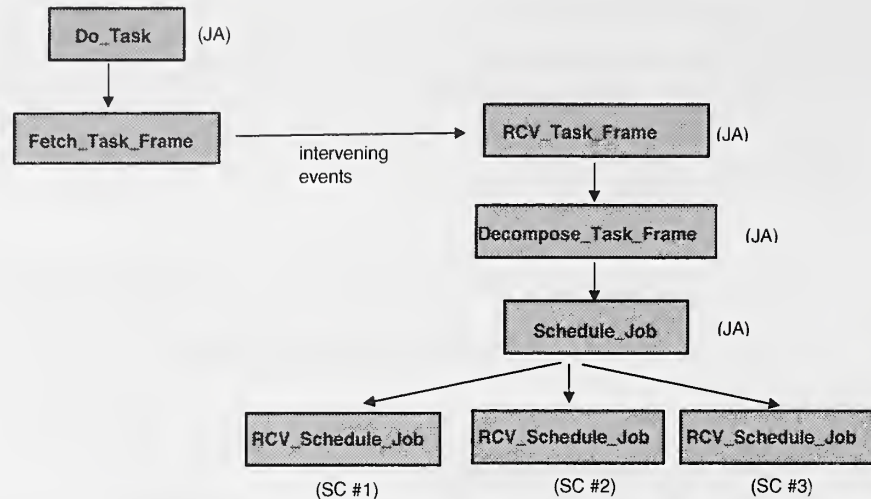 Do_Task (JA)
Fetch_Task_Frame
intervening
events
RCV_Task_Frame (JA)
Decompose_Task_Frame (JA)
Schedule_Job (JA)
RCV_Schedule_Job RCV_Schedule_Job RCV_Schedule_Job
(SC #1) (SC #2) (SC #3)